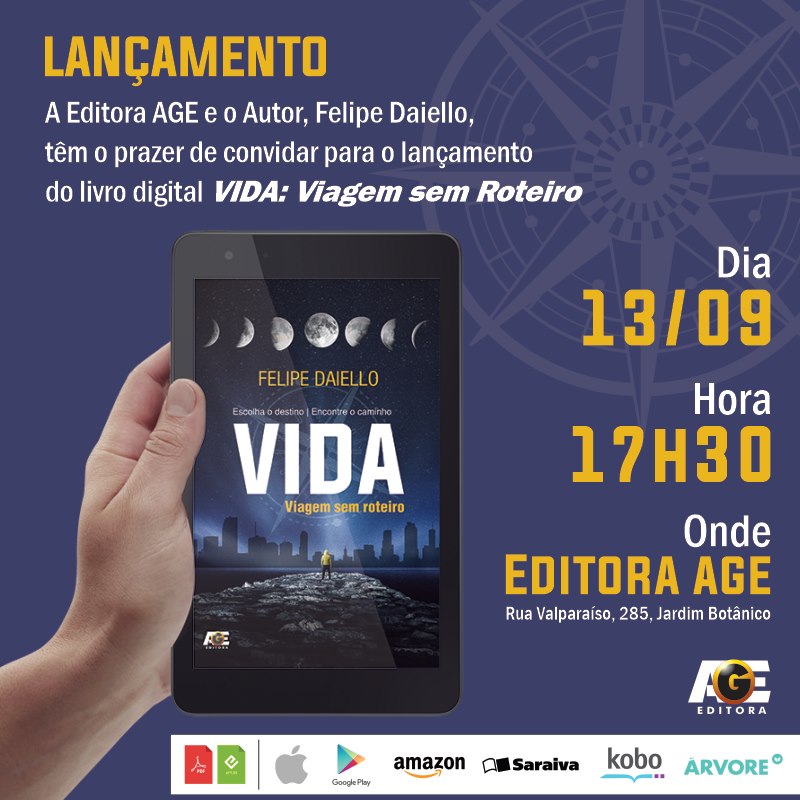 LANÇAMENTO
A Editora AGE e o Autor, Felipe Daiello,
têm o prazer de convidar para o lançamento
do livro digital VIDA: Viagem sem Roteiro
FELIPE DAIELLO
Escolha o destino | Encontre o caminho
VIDA
Viagem sem roteiro
AGE
EDITORA
Dia
13/09
Hora
17H30
Onde
EDITORA AGE
Rua Valparaíso, 285, Jardim Botânico
AGE
EDITORA
PDF
Google Play
amazon
Saraiva
kobo
ÁRVORE